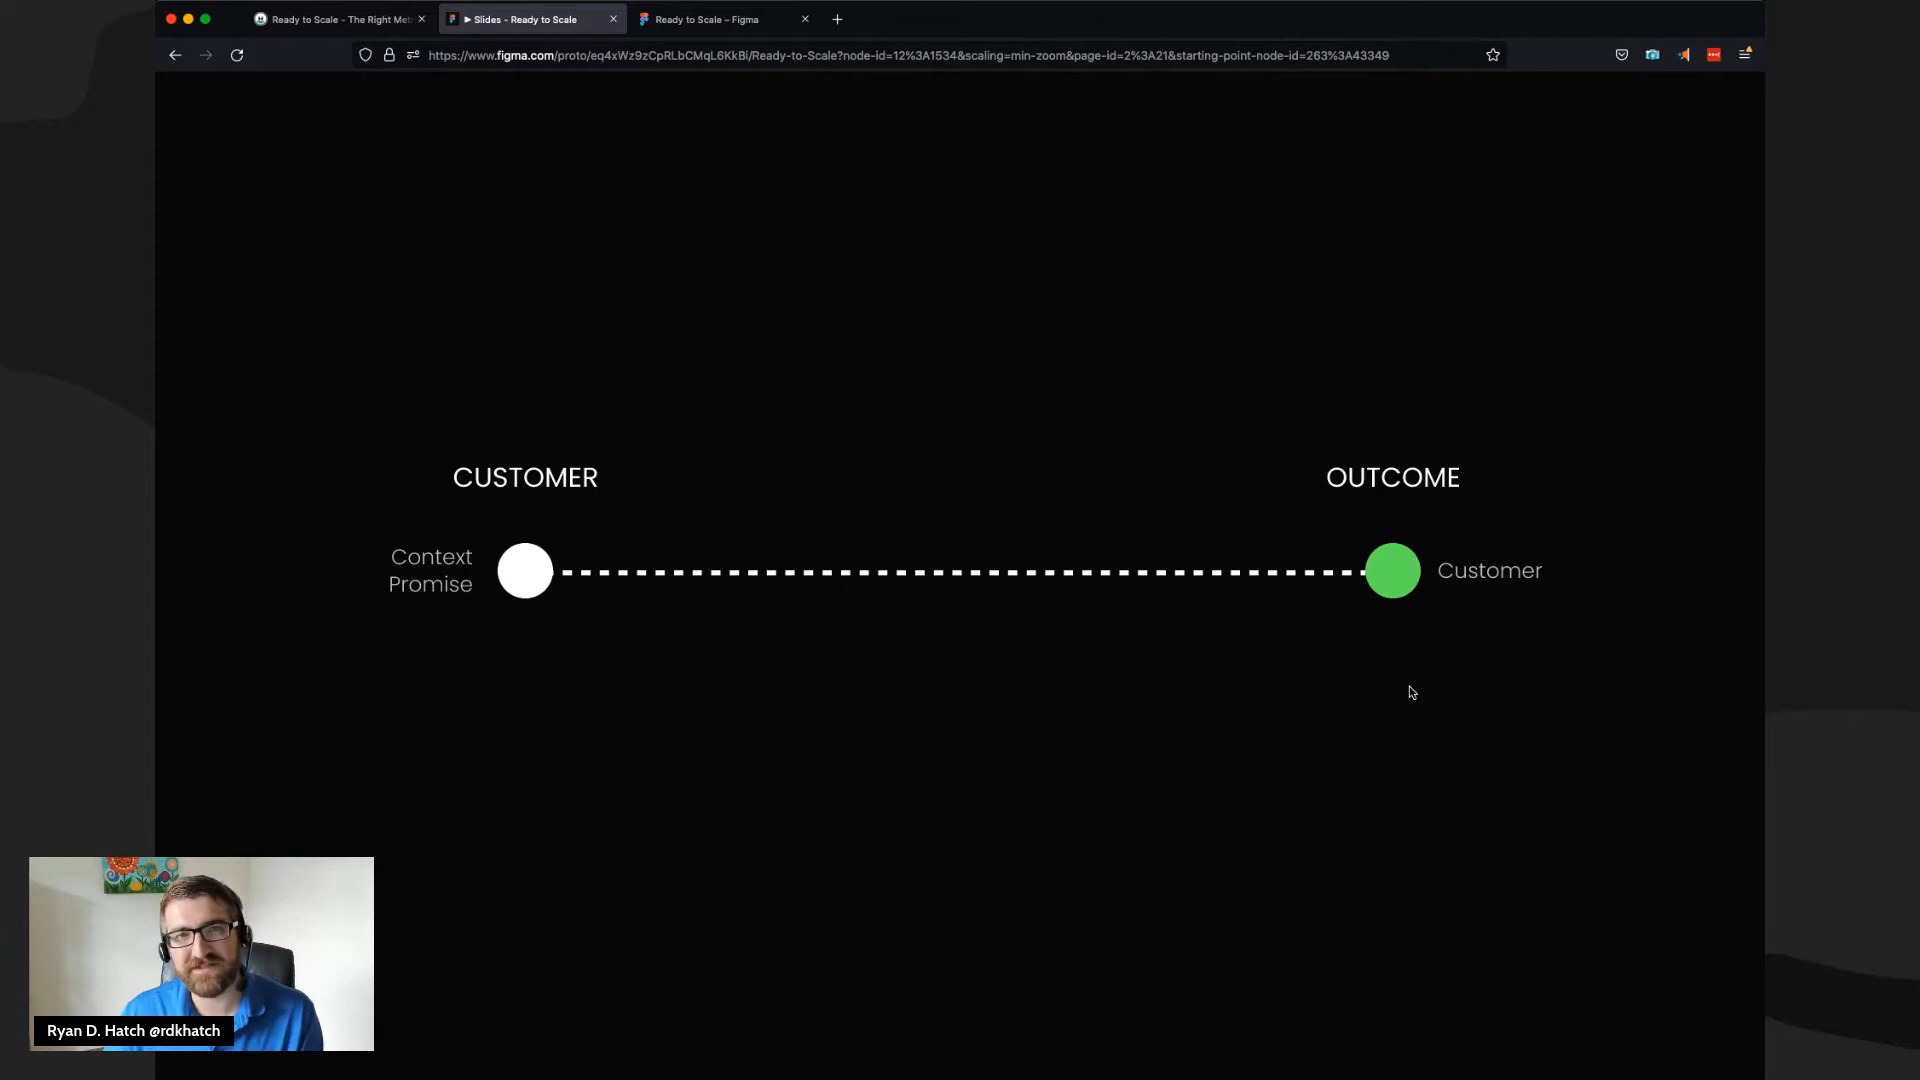 Ready to Scale - The Right Metr
▶ Slides - Ready to Scale
Ready to Scale – Figma
https://www.figma.com/proto/eq4xWz9zCpRLbCMqL6KkBi/Ready-to-Scale?node-id=12%3A1534&scaling=min-zoom&page-id=2%3A21&starting-point-node-id=263%3A43349
CUSTOMER
OUTCOME
Context
Promise
Customer
Ryan D. Hatch @rdkhatch